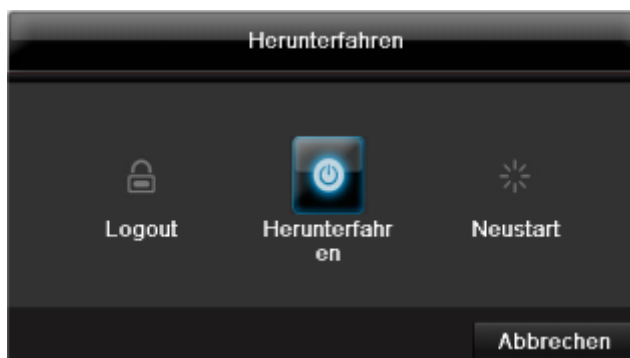 Herunterfahren
Logout
Herunterfahr
en
Neustart
Abbrechen